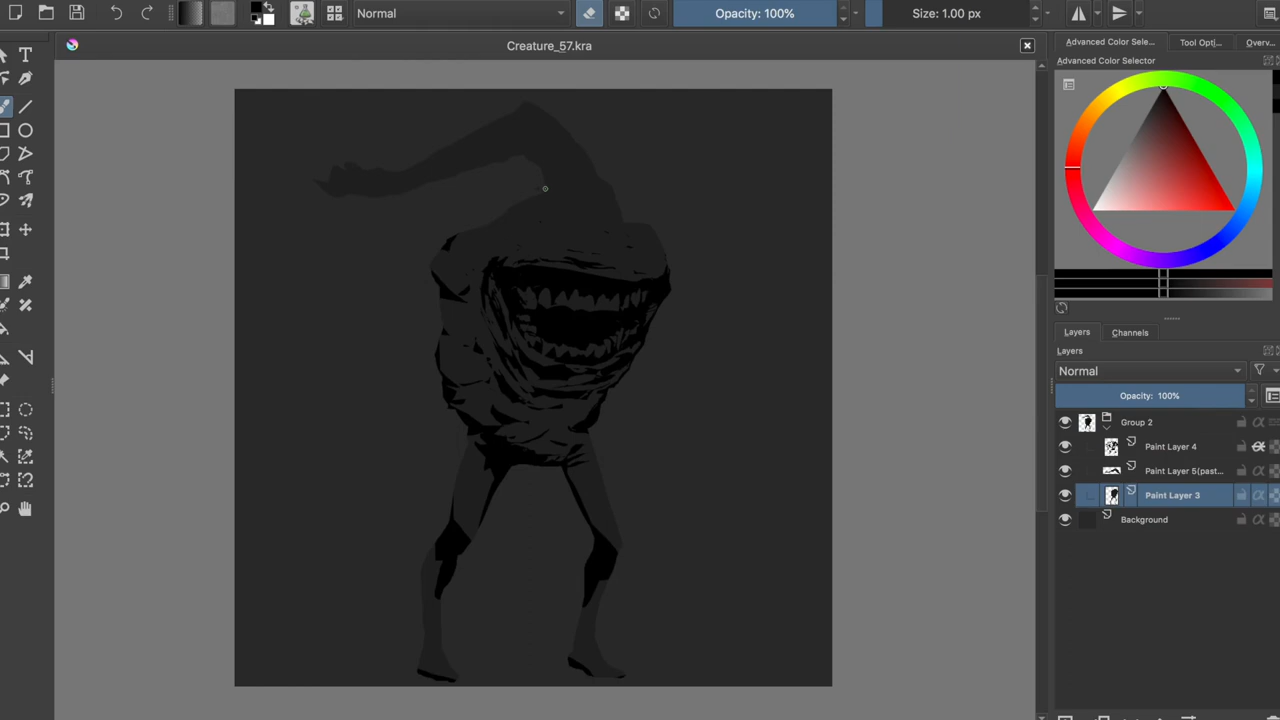 Normal
Opacity: 100%
Size: 1.00 px
Creature_57.kra
Advanced Color Sele...
Tool Opti...
Overv...
Advanced Color Selector
Layers
Channels
Layers
Normal
Opacity: 100%
Group 2
Paint Layer 4
Paint Layer 5(past...
Paint Layer 3
Background